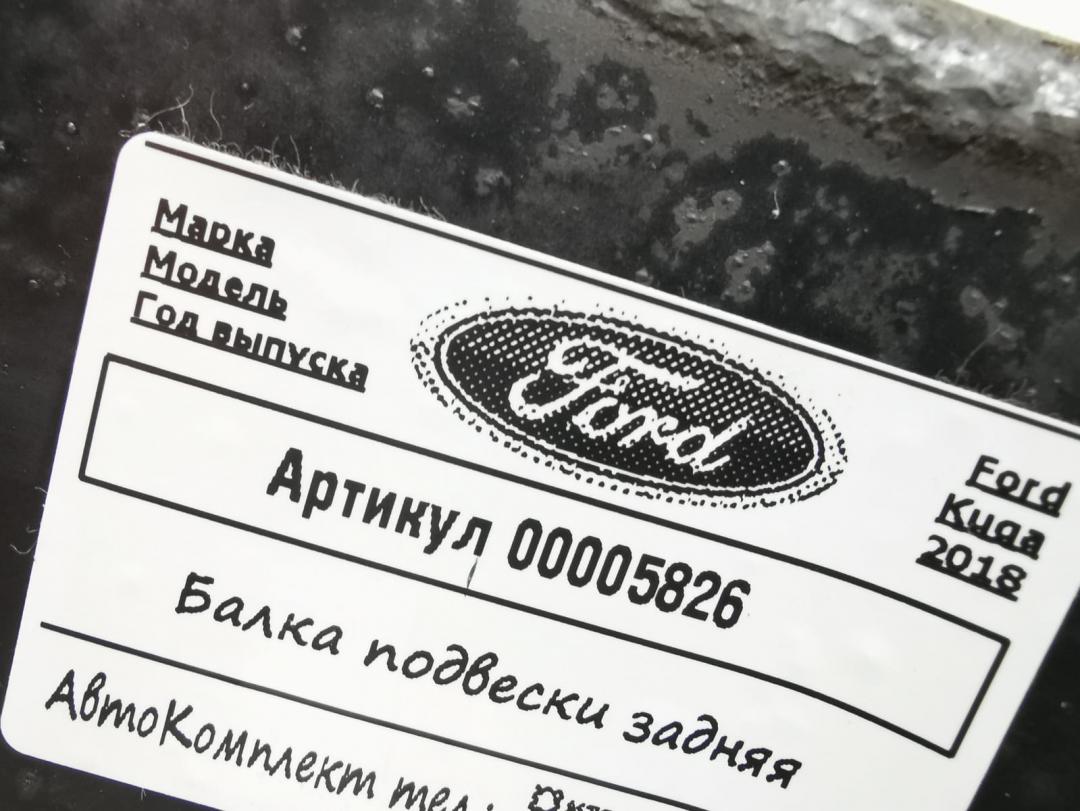 Марка
Модель
Год выпуска
Ford
Ford
Kuga
2018
Артикул 00005826
Балка подвески задняя
АвтоКомплект тел.: